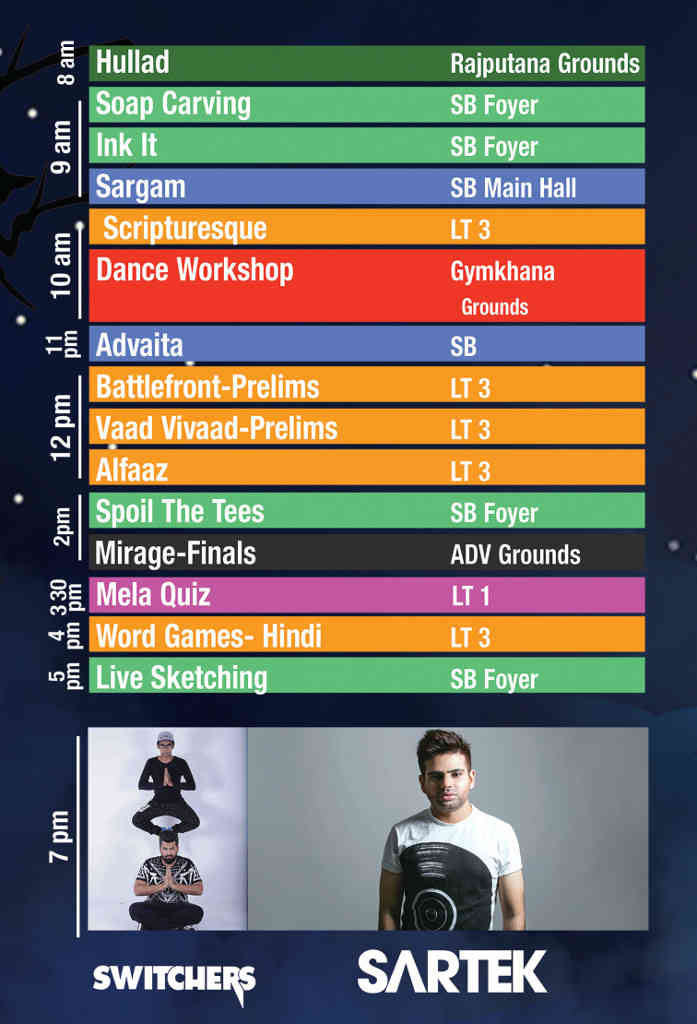 8 am
Hullad Rajputana Grounds
9 am
Soap Carving SB Foyer
Ink It SB Foyer
Sargam SB Main Hall
10 am
Scripturesque LT 3
Dance Workshop Gymkhana
Grounds
11
pm
Advaita SB
12 pm
Battlefront-Prelims LT 3
Vaad Vivaad-Prelims LT 3
Alfaaz LT 3
2pm
Spoil The Tees SB Foyer
Mirage-Finals ADV Grounds
3.30
pm
Mela Quiz LT 1
4
pm
Word Games- Hindi LT 3
5
pm
Live Sketching SB Foyer
7 pm
SWITCHERS SARTEK